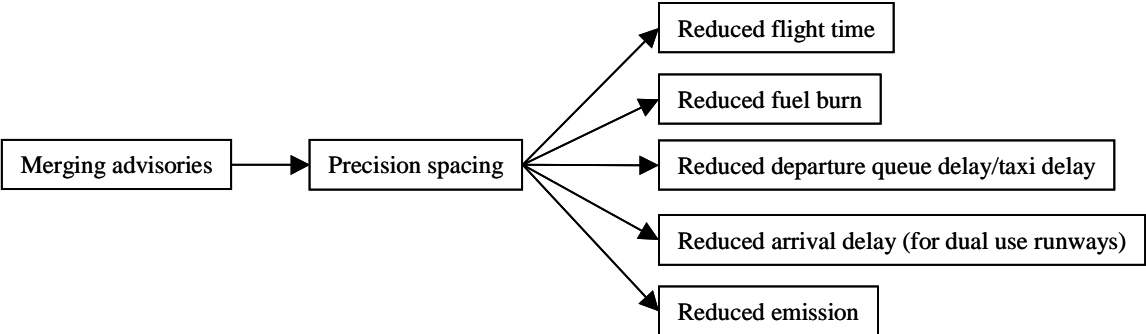 Reduced flight time
Reduced fuel burn
Merging advisories
Precision spacing
Reduced departure queue delay/taxi delay
Reduced arrival delay (for dual use runways)
Reduced emission